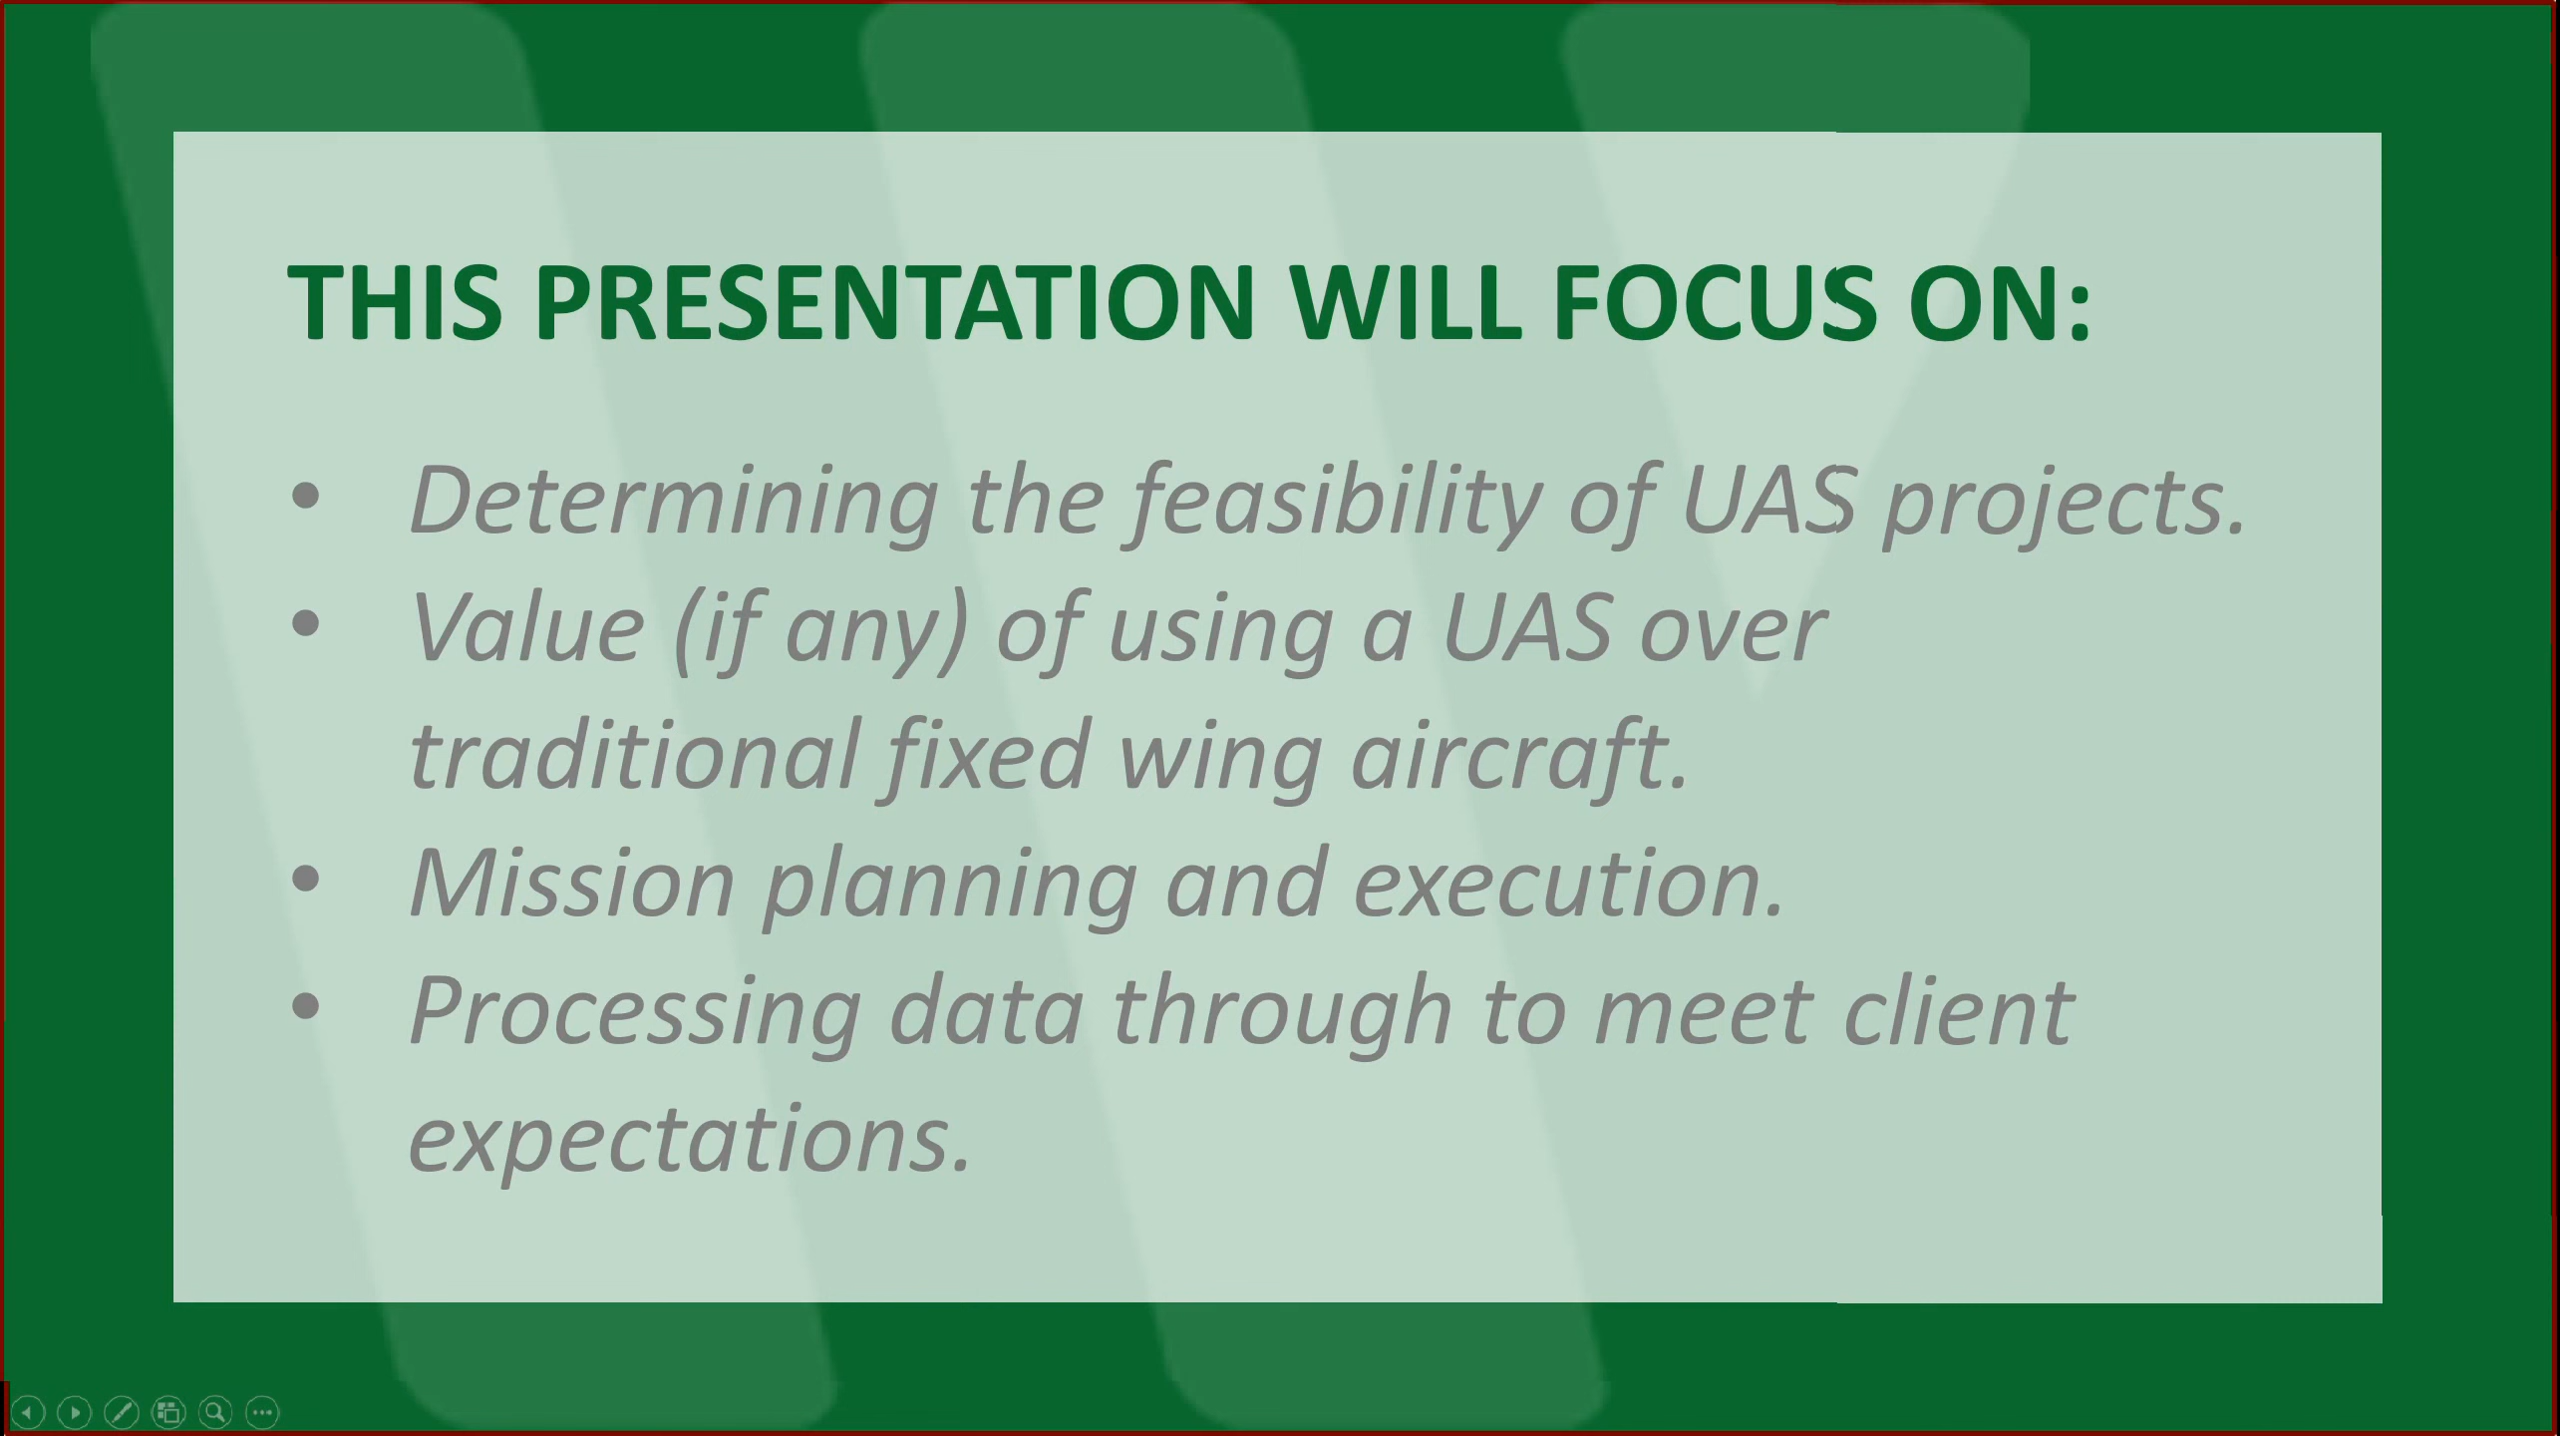 THIS PRESENTATION WILL FOCUS ON:
• Determining the feasibility of UAS projects.
• Value (if any) of using a UAS over
traditional fixed wing aircraft.
• Mission planning and execution.
• Processing data through to meet client
expectations.